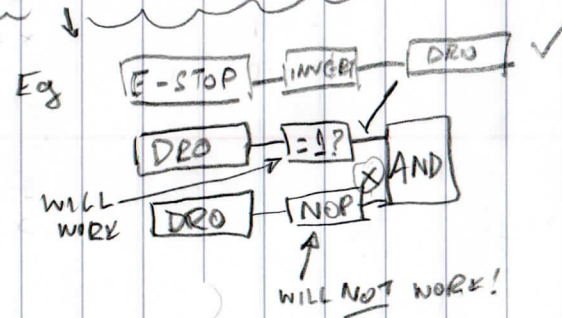 Eg E-STOP INVERT DRO ✓
DRO =1? AND
WILL WORK
DRO NOP X
WILL NOT WORK!